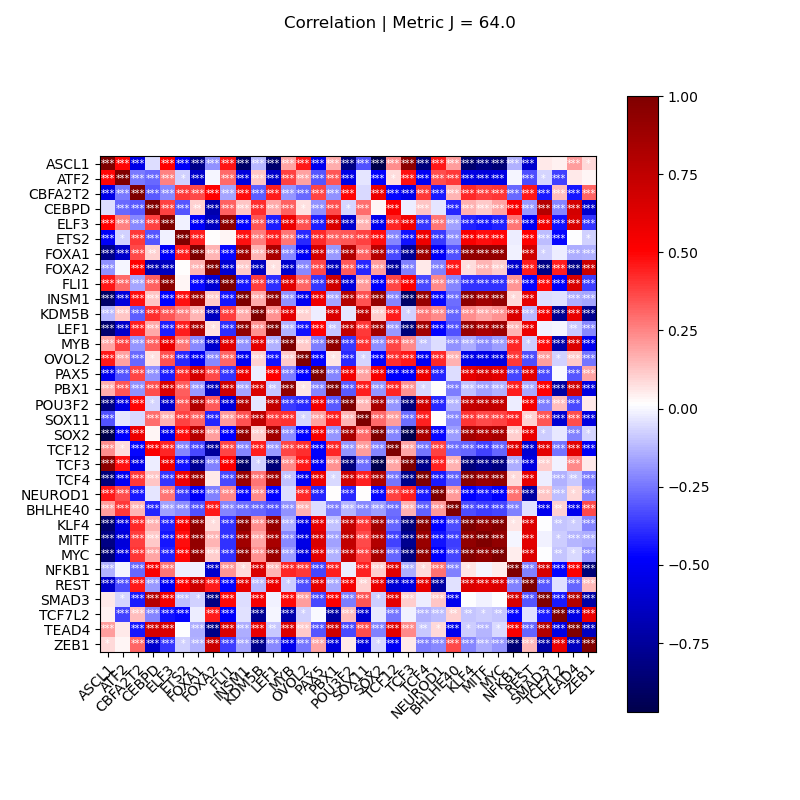 Correlation | Metric J = 64.0
ASCL1
ATF2
CBFA2T2
CEBPD
ELF3
ETS2
FOXA1
FOXA2
FLI1
INSM1
KDM5B
LEF1
MYB
OVOL2
PAX5
PBX1
POU3F2
SOX11
SOX2
TCF12
TCF3
TCF4
NEUROD1
BHLHE40
KLF4
MITF
MYC
NFKB1
REST
SMAD3
TCF7L2
TEAD4
ZEB1
ASCL1
ATF2
CBFA2T2
CEBPD
ELF3
ETS2
FOXA1
FOXA2
FLI1
INSM1
KDM5B
LEF1
MYB
OVOL2
PAX5
PBX1
POU3F2
SOX11
SOX2
TCF12
TCF3
TCF4
NEUROD1
BHLHE40
KLF4
MITF
MYC
NFKB1
REST
SMAD3
TCF7L2
TEAD4
ZEB1
1.00
0.75
0.50
0.25
0.00
−0.25
−0.50
−0.75